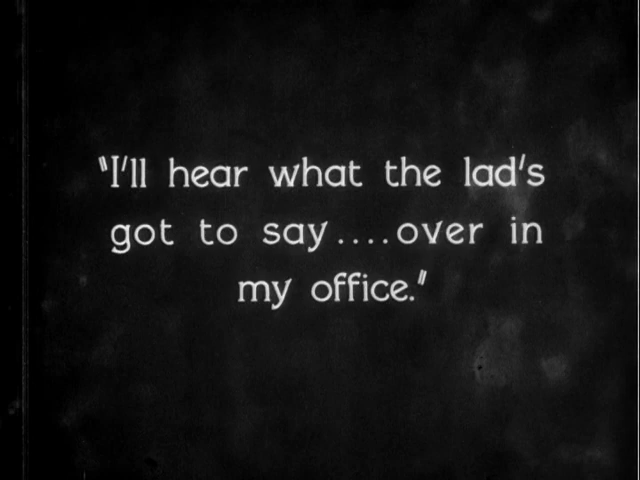 "I'll hear what the lad's
got to say....over in
my office."